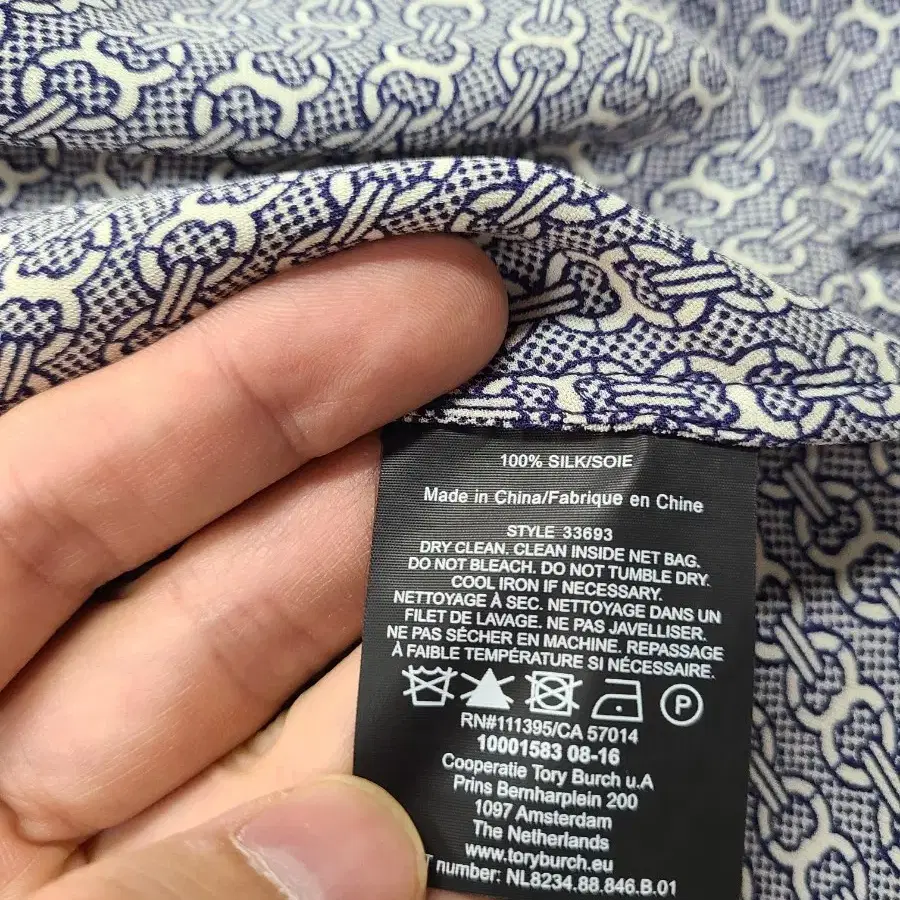 100% SILK/SOIE
Made in China/Fabrique en Chine
STYLE 33693
DRY CLEAN. CLEAN INSIDE NET BAG.
DO NOT BLEACH. DO NOT TUMBLE DRY.
COOL IRON IF NECESSARY.
NETTOYAGE À SEC. NETTOYAGE DANS UN
FILET DE LAVAGE. NE PAS JAVELLISER.
NE PAS SÉCHER EN MACHINE. REPASSAGE
À FAIBLE TEMPÉRATURE SI NÉCESSAIRE.
P
RN#111395/CA 57014
10001583 08-16
Cooperatie Tory Burch u.A
Prins Bernharplein 200
1097 Amsterdam
The Netherlands
www.toryburch.eu
T number: NL8234.88.846.B.01